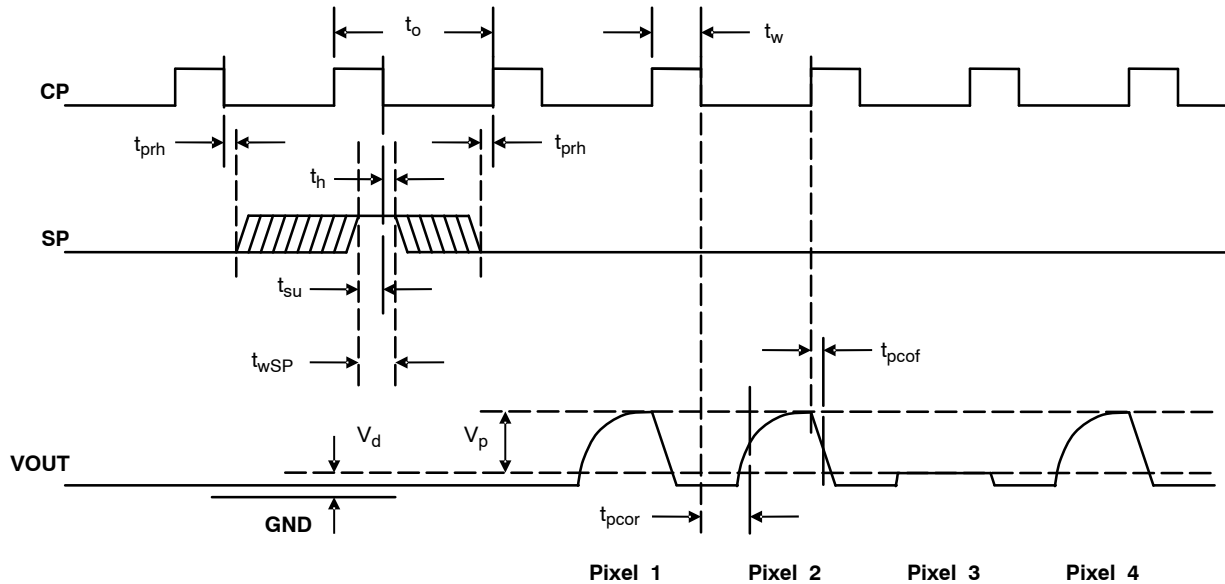 t_o
t_w
CP
t_prh
t_prh
t_h
SP
t_su
t_wSP
t_pcof
V_d
V_p
VOUT
t_pcor
GND
Pixel 1
Pixel 2
Pixel 3
Pixel 4